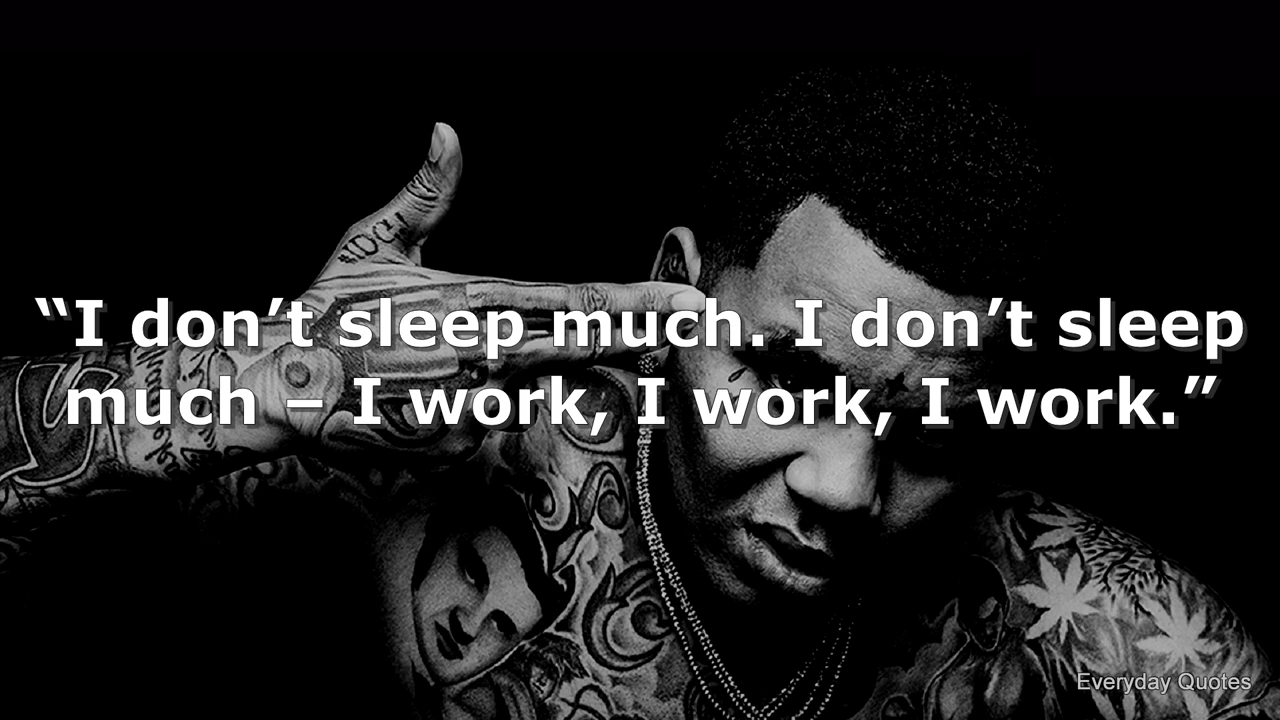 “I don’t sleep much. I don’t sleep
much – I work, I work, I work.”
Everyday Quotes